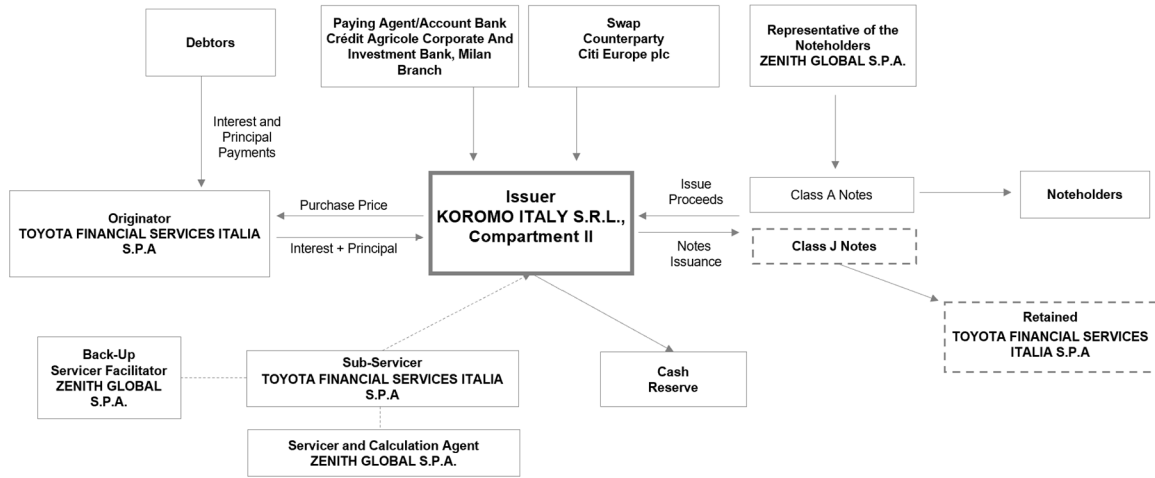 Debtors
Paying Agent/Account Bank
Crédit Agricole Corporate And
Investment Bank, Milan
Branch
Swap
Counterparty
Citi Europe plc
Representative of the
Noteholders
ZENITH GLOBAL S.P.A.
Interest and
Principal
Payments
Originator
TOYOTA FINANCIAL SERVICES ITALIA
S.P.A
Purchase Price
Interest + Principal
Issuer
KOROMO ITALY S.R.L.,
Compartment II
Issue
Proceeds
Notes
Issuance
Class A Notes
Noteholders
Class J Notes
Retained
TOYOTA FINANCIAL SERVICES
ITALIA S.P.A
Back-Up
Servicer Facilitator
ZENITH GLOBAL
S.P.A.
Sub-Servicer
TOYOTA FINANCIAL SERVICES ITALIA
S.P.A
Cash
Reserve
Servicer and Calculation Agent
ZENITH GLOBAL S.P.A.